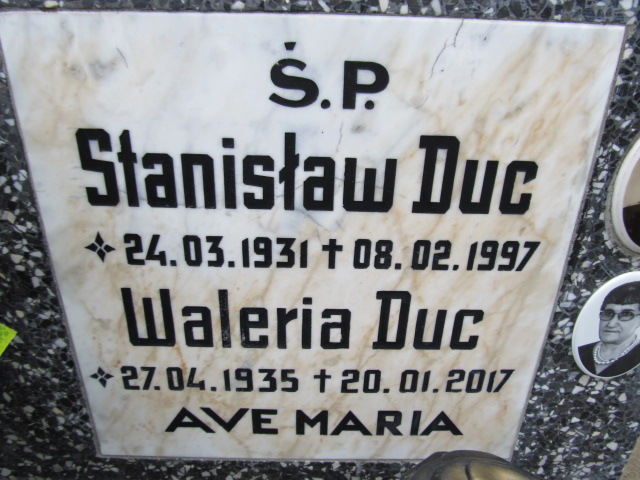 Ś.P.
Stanisław Duc
24.03.1931 † 08.02.1997
Waleria Duc
27.04.1935 † 20.01.2017
AVE MARIA